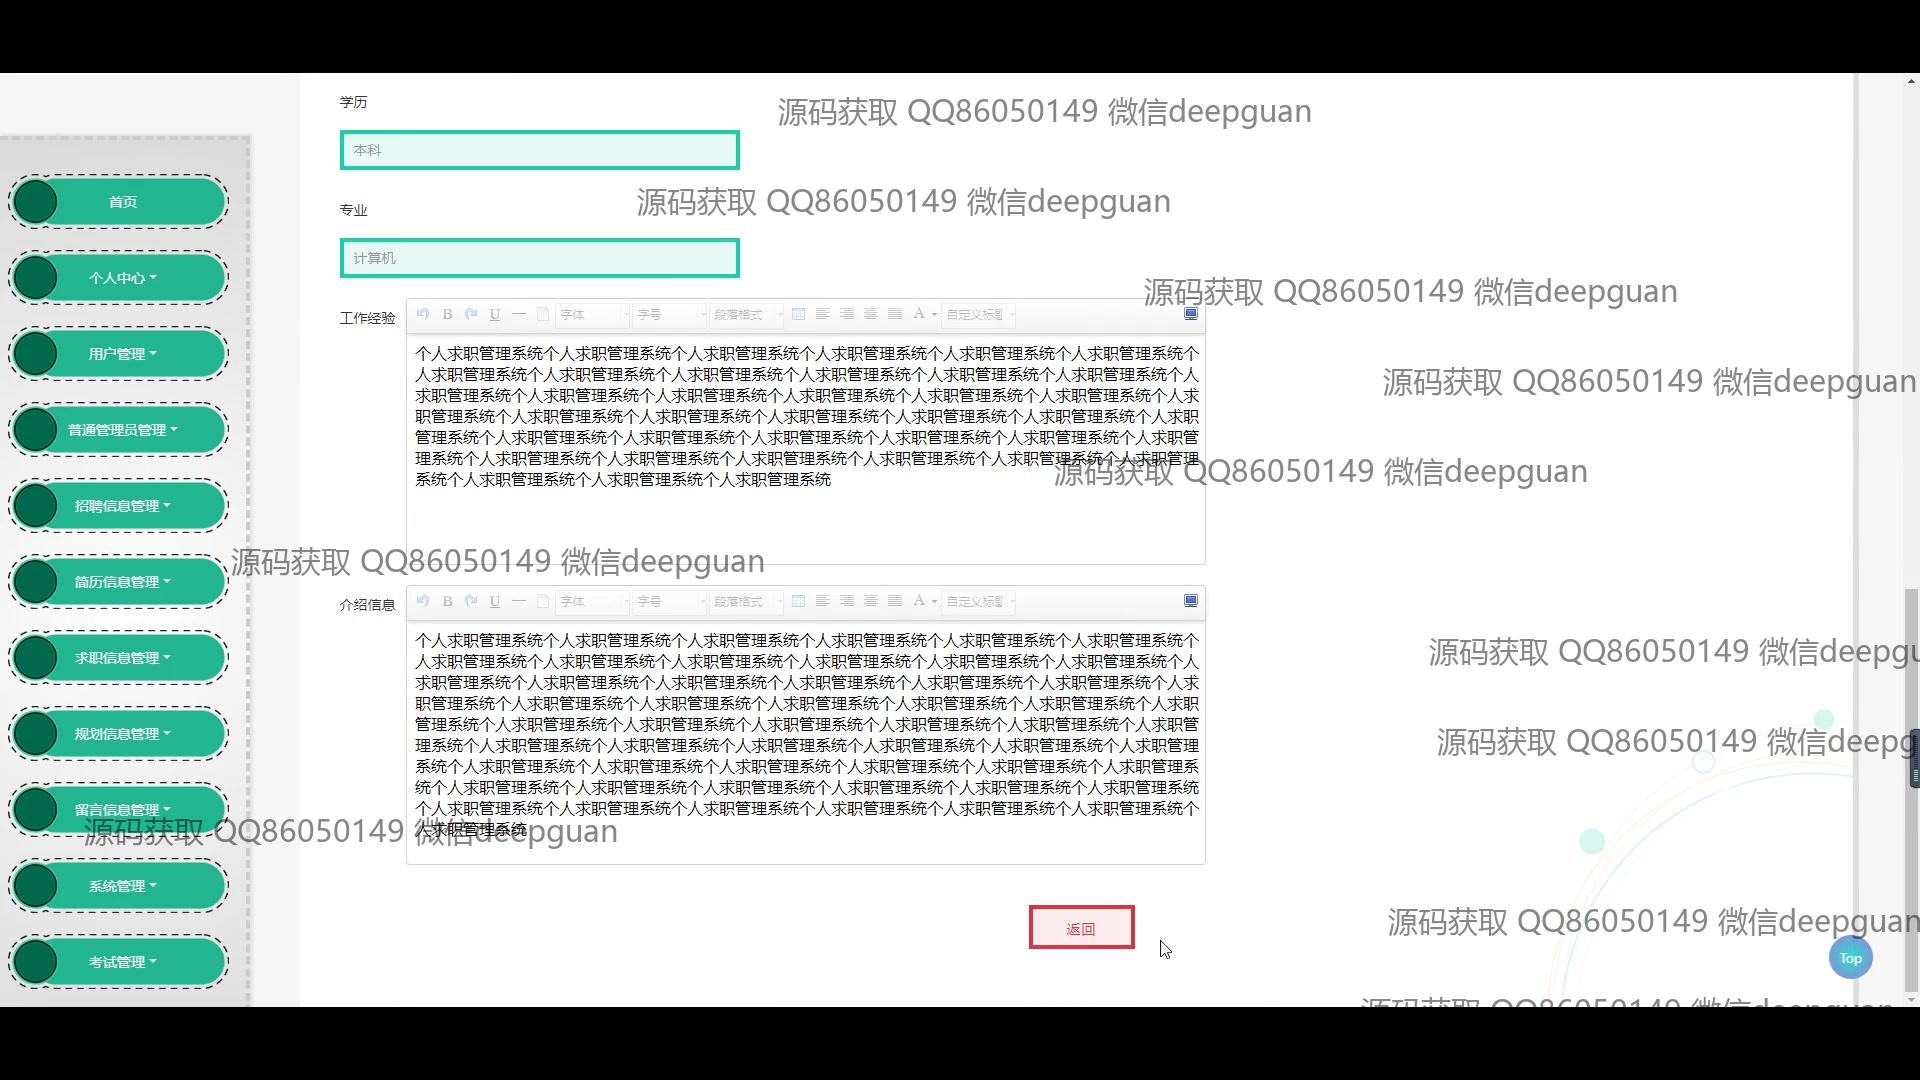 学历
源码获取 QQ86050149 微信deepguan
本科
首页
专业
源码获取 QQ86050149 微信deepguan
计算机
个人中心
源码获取 QQ86050149 微信deepguan
工作经验
B U 字体 字号 段落格式 A 自定义标题
用户管理
个人求职管理系统个人求职管理系统个人求职管理系统个人求职管理系统个人求职管理系统个人求职管理系统个
人求职管理系统个人求职管理系统个人求职管理系统个人求职管理系统个人求职管理系统个人求职管理系统个人
源码获取 QQ86050149 微信deepguan
求职管理系统个人求职管理系统个人求职管理系统个人求职管理系统个人求职管理系统个人求职管理系统个人求
职管理系统个人求职管理系统个人求职管理系统个人求职管理系统个人求职管理系统个人求职管理系统个人求职
普通管理员管理
管理系统个人求职管理系统个人求职管理系统个人求职管理系统个人求职管理系统个人求职管理系统个人求职管
理系统个人求职管理系统个人求职管理系统个人求职管理系统个人求职管理系统个人求职管理系统个人求职管理
源码获取 QQ86050149 微信deepguan
系统个人求职管理系统个人求职管理系统个人求职管理系统
招聘信息管理
源码获取 QQ86050149 微信deepguan
简历信息管理
介绍信息
B U 字体 字号 段落格式 A 自定义标题
个人求职管理系统个人求职管理系统个人求职管理系统个人求职管理系统个人求职管理系统个人求职管理系统个
求职信息管理
源码获取 QQ86050149 微信deepgu
人求职管理系统个人求职管理系统个人求职管理系统个人求职管理系统个人求职管理系统个人求职管理系统个人
求职管理系统个人求职管理系统个人求职管理系统个人求职管理系统个人求职管理系统个人求职管理系统个人求
职管理系统个人求职管理系统个人求职管理系统个人求职管理系统个人求职管理系统个人求职管理系统个人求职
管理系统个人求职管理系统个人求职管理系统个人求职管理系统个人求职管理系统个人求职管理系统个人求职管
规划信息管理
源码获取 QQ86050149 微信deepg
理系统个人求职管理系统个人求职管理系统个人求职管理系统个人求职管理系统个人求职管理系统个人求职管理
系统个人求职管理系统个人求职管理系统个人求职管理系统个人求职管理系统个人求职管理系统个人求职管理系
统个人求职管理系统个人求职管理系统个人求职管理系统个人求职管理系统个人求职管理系统个人求职管理系统
个人求职管理系统个人求职管理系统个人求职管理系统个人求职管理系统个人求职管理系统个人求职管理系统个
留言信息管理
人求职管理系统
源码获取 QQ86050149 微信deepguan
系统管理
源码获取 QQ86050149 微信deepguan
返回
Top
考试管理
源码获取 QQ86050149 微信deepguan